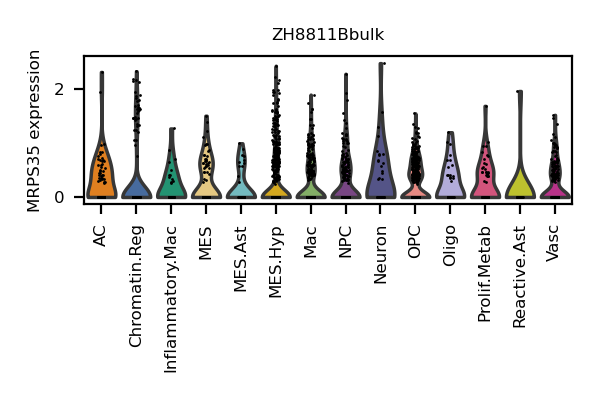 ZH8811Bbulk
MRPS35 expression
2
0
AC
Chromatin.Reg
Inflammatory.Mac
MES
MES.Ast
MES.Hyp
Mac
NPC
Neuron
OPC
Oligo
Prolif.Metab
Reactive.Ast
Vasc